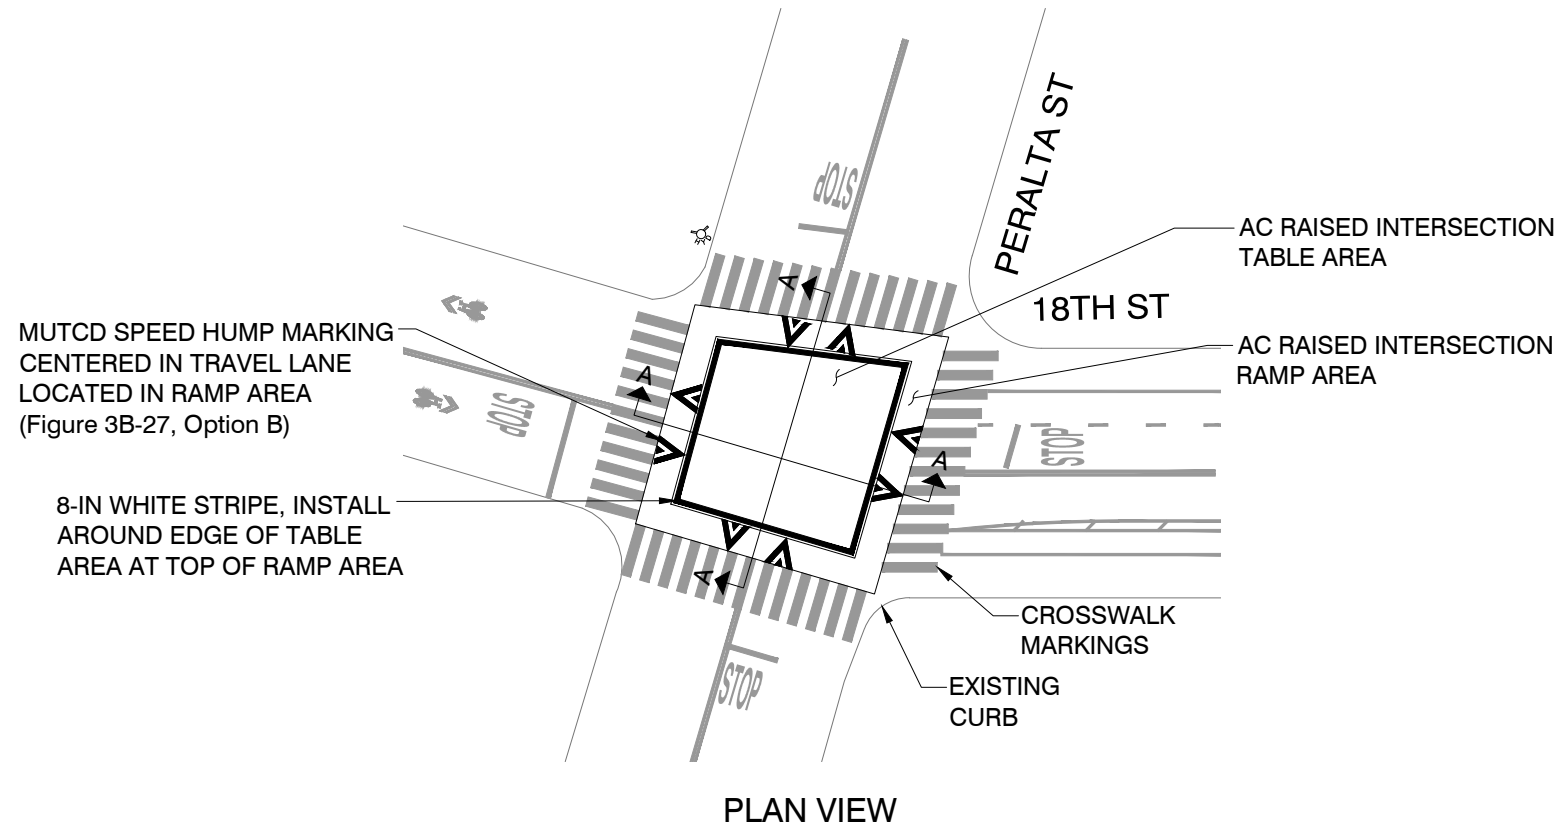 PERALTA ST
18TH ST
STOP
STOP
STOP
STOP
A
A
A
A
AC RAISED INTERSECTION
TABLE AREA
AC RAISED INTERSECTION
RAMP AREA
MUTCD SPEED HUMP MARKING
CENTERED IN TRAVEL LANE
LOCATED IN RAMP AREA
(Figure 3B-27, Option B)
8-IN WHITE STRIPE, INSTALL
AROUND EDGE OF TABLE
AREA AT TOP OF RAMP AREA
CROSSWALK
MARKINGS
EXISTING
CURB
PLAN VIEW